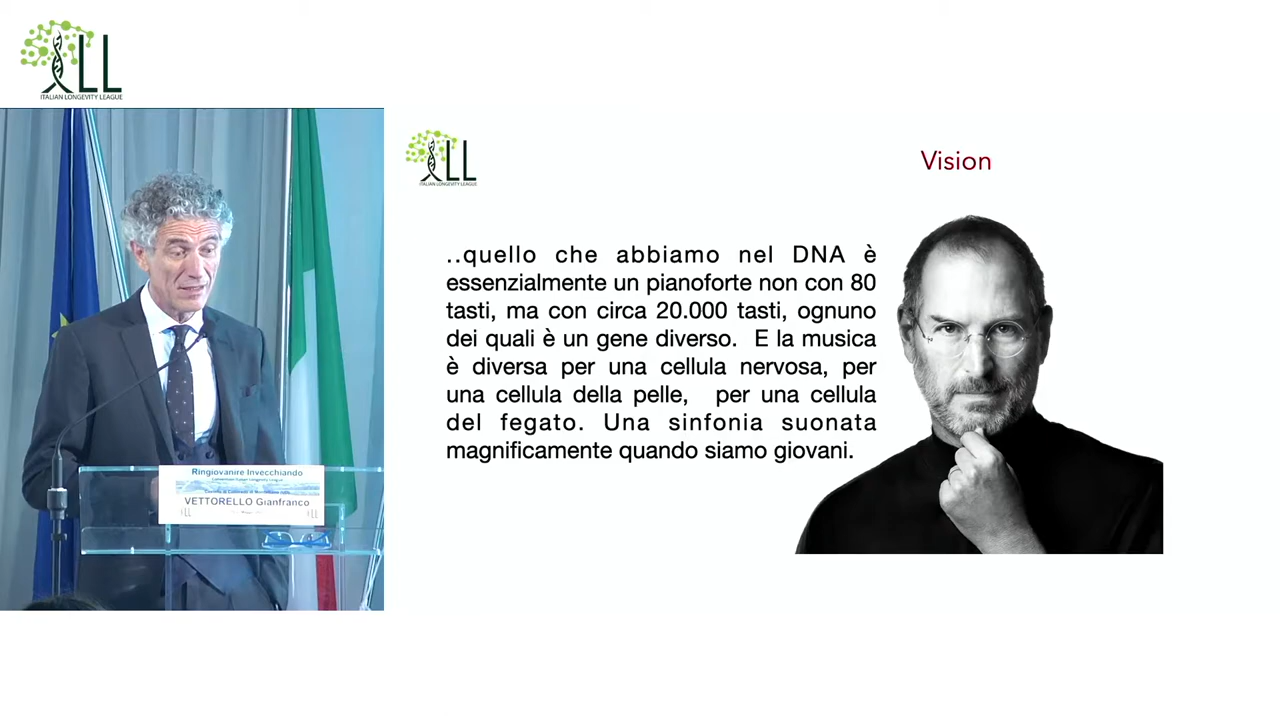 LL
ITALIAN LONGEVITY LEAGUE
LL
ITALIAN LONGEVITY LEAGUE
Vision
..quello che abbiamo nel DNA è
essenzialmente un pianoforte non con 80
tasti, ma con circa 20.000 tasti, ognuno
dei quali è un gene diverso. E la musica
è diversa per una cellula nervosa, per
una cellula della pelle, per una cellula
del fegato. Una sinfonia suonata
magnificamente quando siamo giovani.
Ringiovanire Invecchiando
VETTORELLO Gianfranco